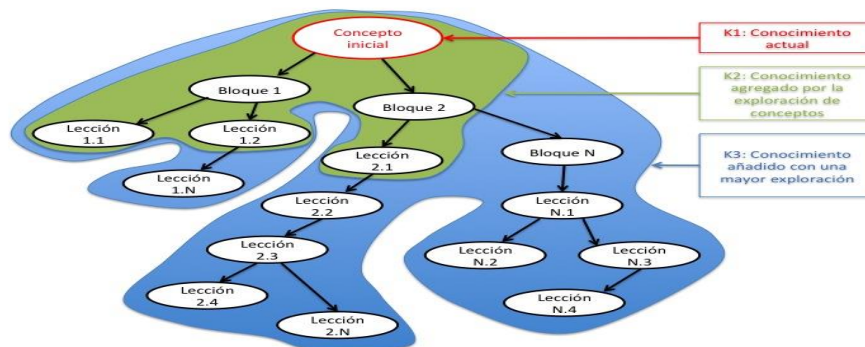 Concepto
inicial
K1: Conocimiento
actual
Bloque 1
Bloque 2
K2: Conocimiento
agregado por la
exploración de
conceptos
Lección
1.1
Lección
1.2
Lección
2.1
Bloque N
K3: Conocimiento
añadido con una
mayor exploración
Lección
1.N
Lección
2.2
Lección
N.1
Lección
2.3
Lección
N.2
Lección
N.3
Lección
2.4
Lección
N.4
Lección
2.N